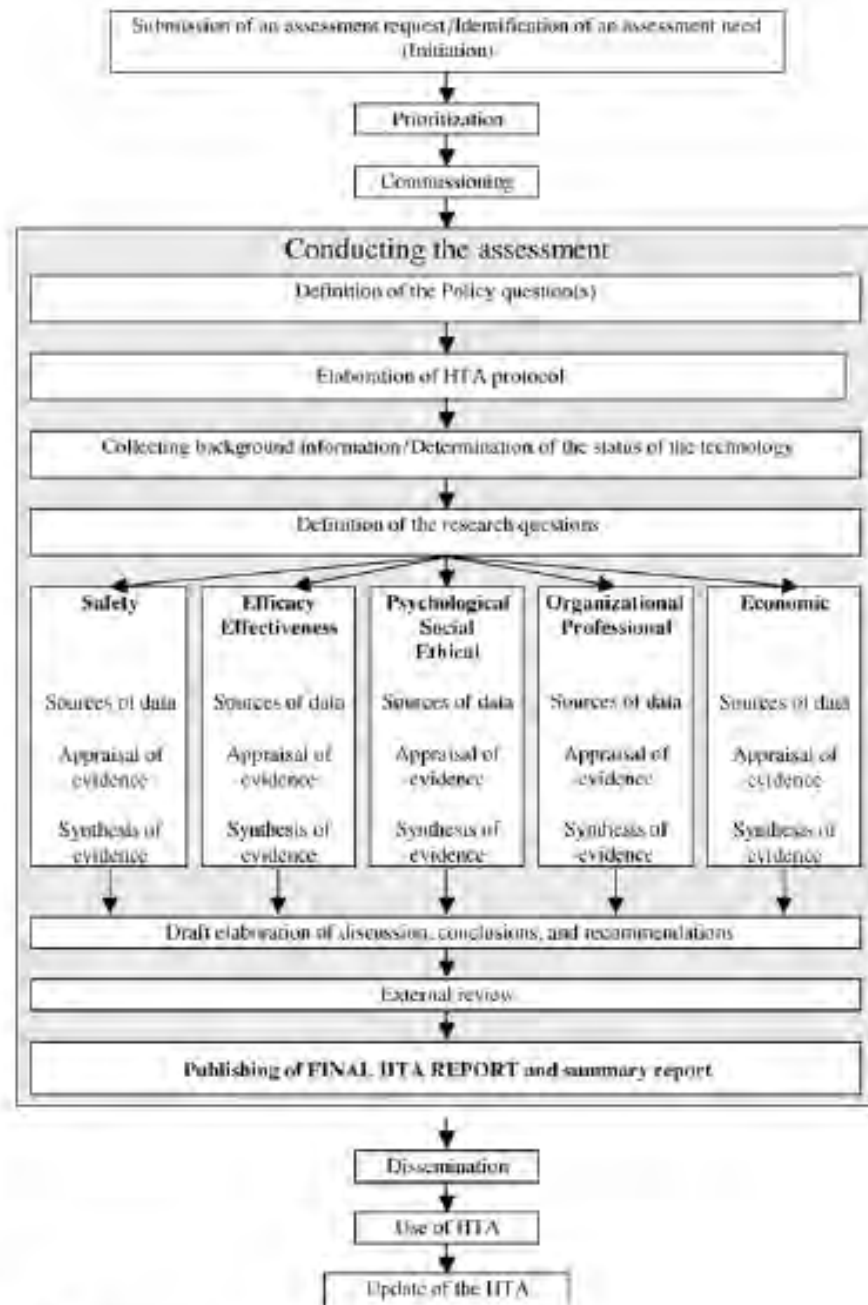 Submission of an assessment request/Identification of an assessment need
(Initiation)
Prioritization
Commissioning
Conducting the assessment
Definition of the Policy question(s)
Elaboration of HTA protocol
Collecting background information/Determination of the status of the technology
Definition of the research questions
Safety
Sources of data
Appraisal of
evidence
Synthesis of
evidence
Efficacy
Effectiveness
Sources of data
Appraisal of
evidence
Synthesis of
evidence
Psychological
Social
Ethical
Sources of data
Appraisal of
evidence
Synthesis of
evidence
Organizational
Professional
Sources of data
Appraisal of
evidence
Synthesis of
evidence
Economic
Sources of data
Appraisal of
evidence
Synthesis of
evidence
Draft elaboration of discussion, conclusions, and recommendations
External review
Publishing of FINAL HTA REPORT and summary report
Dissemination
Use of HTA
Update of the HTA